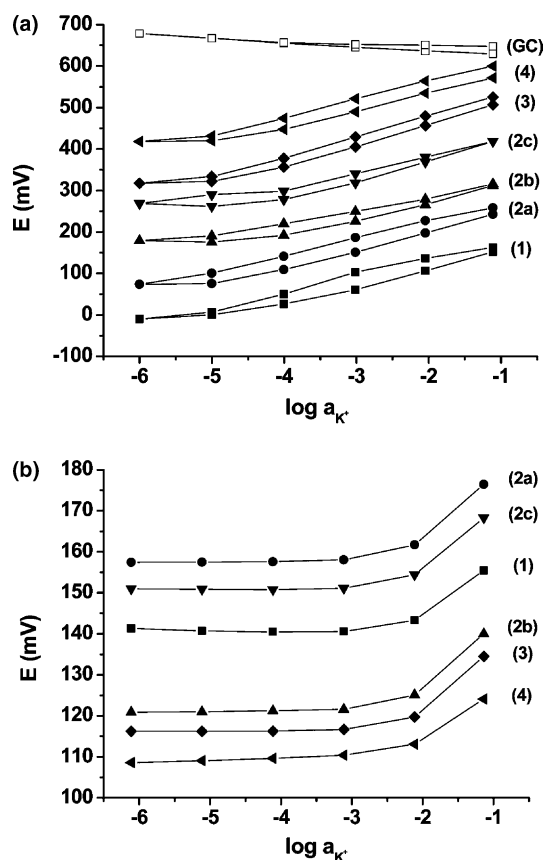 (a)
700
600
500
400
300
200
100
0
-100
E (mV)
(GC)
(4)
(3)
(2c)
(2b)
(2a)
(1)
-6 -5 -4 -3 -2 -1
log a_K+
(b)
180
170
160
150
140
130
120
110
100
E (mV)
(2a)
(2c)
(1)
(2b)
(3)
(4)
-6 -5 -4 -3 -2 -1
log a_K+